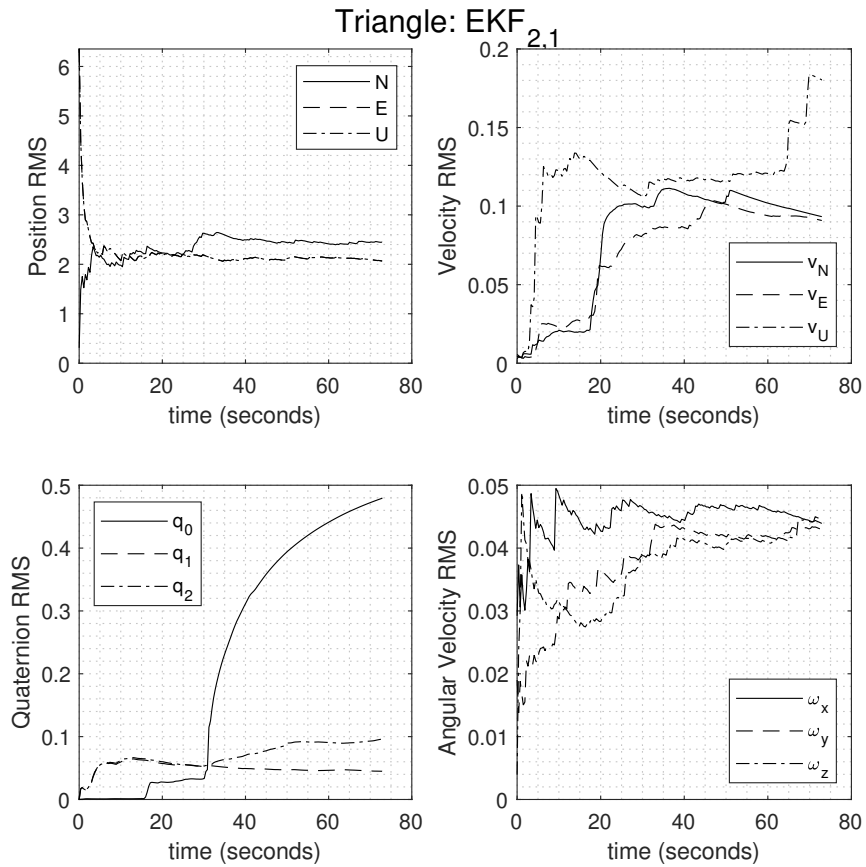 Triangle: EKF2,1
Position RMS
6
5
4
3
2
1
0
0 20 40 60 80
time (seconds)
N
E
U
Velocity RMS
0.2
0.15
0.1
0.05
0
0 20 40 60 80
time (seconds)
vN
vE
vU
Quaternion RMS
0.5
0.4
0.3
0.2
0.1
0
0 20 40 60 80
time (seconds)
q0
q1
q2
Angular Velocity RMS
0.05
0.04
0.03
0.02
0.01
0
0 20 40 60 80
time (seconds)
ωx
ωy
ωz